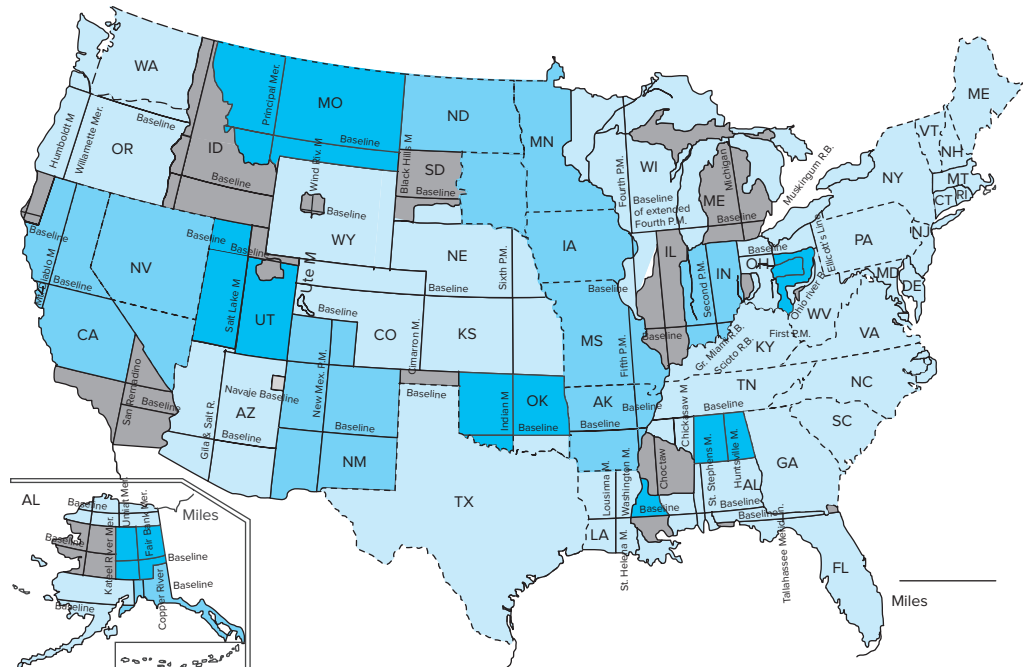 WA
Humboldt M
Willamette Mer.
Baseline
OR
ID
Baseline
Principal Mer.
MO
Baseline
Wind Riv. M
Baseline
WY
ND
Black Hills M
SD
Baseline
MN
NE
Sixth P.M.
Baseline
IA
Baseline
Fourth P.M.
WI
Baseline
of extended
Fourth P.M.
Michigan
ME
Baseline
Muskingum R.B.
ME
VT
NH
NY
MT
CT
RI
PA
NJ
MD
DE
Baseline
OH
Ellicott's Line
Ohio river B.
WV
VA
IL
Second P.M.
IN
First P.M.
Gr. Miami R.B.
Scioto R.B.
KY
Baseline
NV
CA
Baseline
San Remadino
Baseline
Baseline
Baseline
Salt Lake M
UT
ute M
CO
Cimarron M.
KS
MS
Fifth P.M.
Navaje Baseline
AZ
Gila & Salt R.
Baseline
New Mex. P.M.
Baseline
NM
Baseline
Indian M
OK
Baseline
AK
Baseline
Baseline
TN
Baseline
NC
SC
Chickasaw M
Choctaw
St. Stephens M.
Huntsville M.
AL
GA
Baseline
Baseline
TX
Lousinna M.
Washington M.
Baseline
LA
St. Helena M.
Tallahassee Meridian.
FL
Miles
AL
Umiat Mer.
Baseline
Miles
Baseline
Kateel River Mer.
Fair Bank Mer.
Baseline
Baseline
Copper River
Baseline